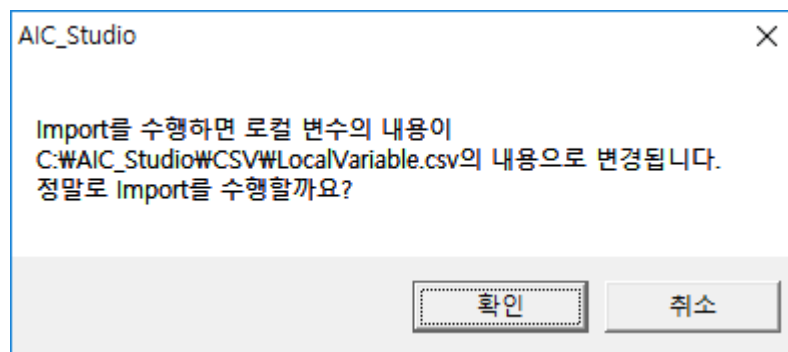 AIC_Studio
Import를 수행하면 로컬 변수의 내용이
C:₩AIC_Studio₩CSV₩LocalVariable.csv의 내용으로 변경됩니다.
정말로 Import를 수행할까요?
확인
취소